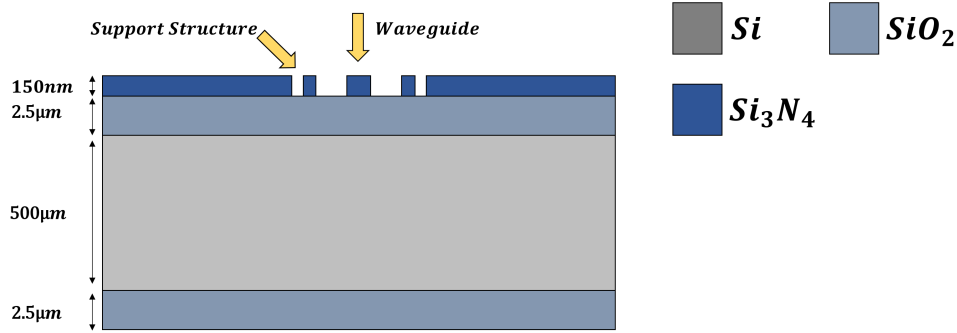 Support Structure
Waveguide
Si
SiO₂
150nm
2.5μm
Si₃N₄
500μm
2.5μm